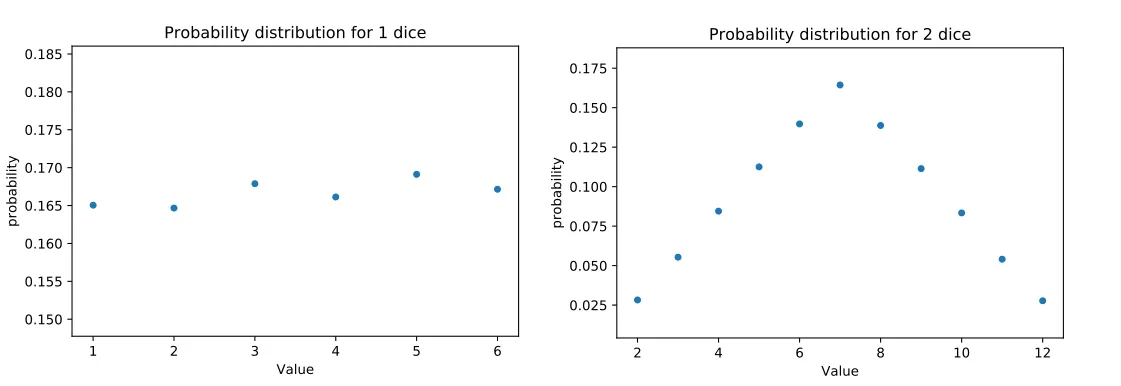 Probability distribution for 1 dice
probability
0.185
0.180
0.175
0.170
0.165
0.160
0.155
0.150
1 2 3 4 5 6
Value
Probability distribution for 2 dice
probability
0.175
0.150
0.125
0.100
0.075
0.050
0.025
2 4 6 8 10 12
Value